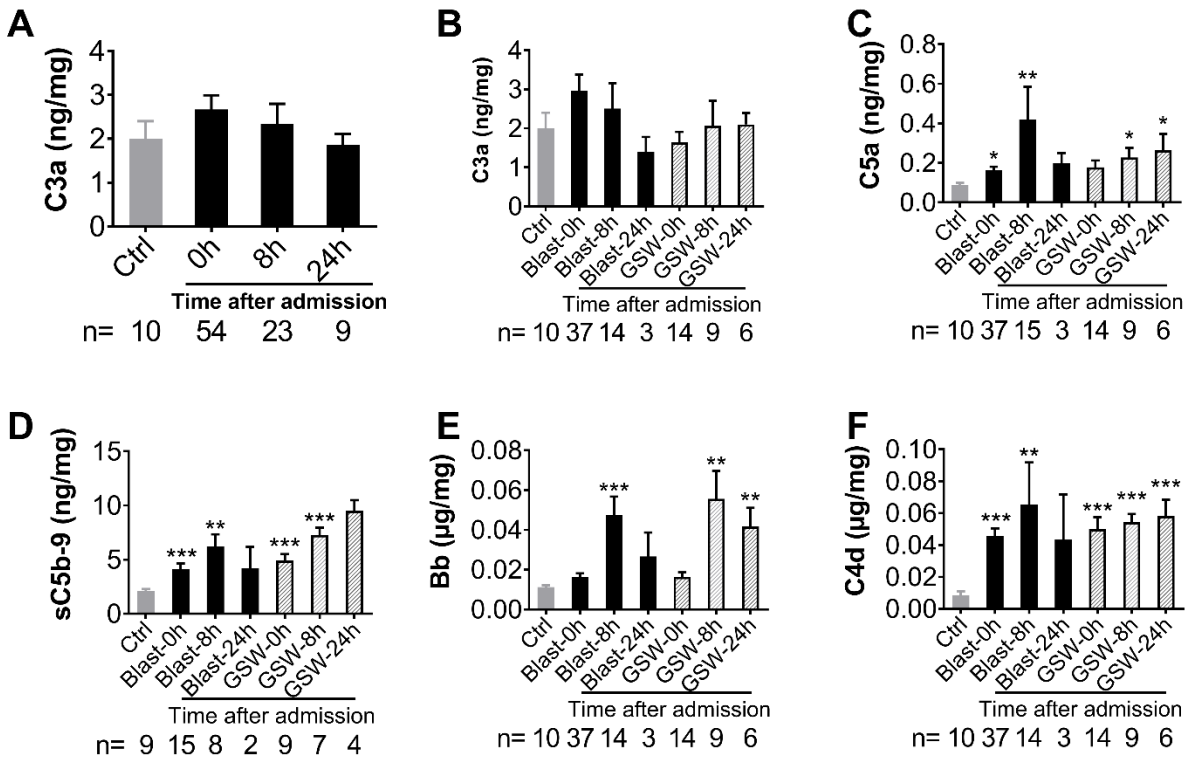 A
C3a (ng/mg)
4
3
2
1
0
Ctrl
0h
8h
24h
Time after admission
n= 10 54 23 9
B
C3a (ng/mg)
4
3
2
1
0
Ctrl
Blast-0h
Blast-8h
Blast-24h
GSW-0h
GSW-8h
GSW-24h
Time after admission
n= 10 37 14 3 14 9 6
C
C5a (ng/mg)
0.8
0.6
0.4
0.2
0.0
*
**
*
*
Ctrl
Blast-0h
Blast-8h
Blast-24h
GSW-0h
GSW-8h
GSW-24h
Time after admission
n= 10 37 15 3 14 9 6
D
sC5b-9 (ng/mg)
15
10
5
0
***
**
***
***
Ctrl
Blast-0h
Blast-8h
Blast-24h
GSW-0h
GSW-8h
GSW-24h
Time after admission
n= 9 15 8 2 9 7 4
E
Bb (µg/mg)
0.08
0.06
0.04
0.02
0.00
***
**
**
Ctrl
Blast-0h
Blast-8h
Blast-24h
GSW-0h
GSW-8h
GSW-24h
Time after admission
n= 10 37 14 3 14 9 6
F
C4d (µg/mg)
0.10
0.08
0.06
0.04
0.02
0.00
***
**
***
***
***
Ctrl
Blast-0h
Blast-8h
Blast-24h
GSW-0h
GSW-8h
GSW-24h
Time after admission
n= 10 37 14 3 14 9 6